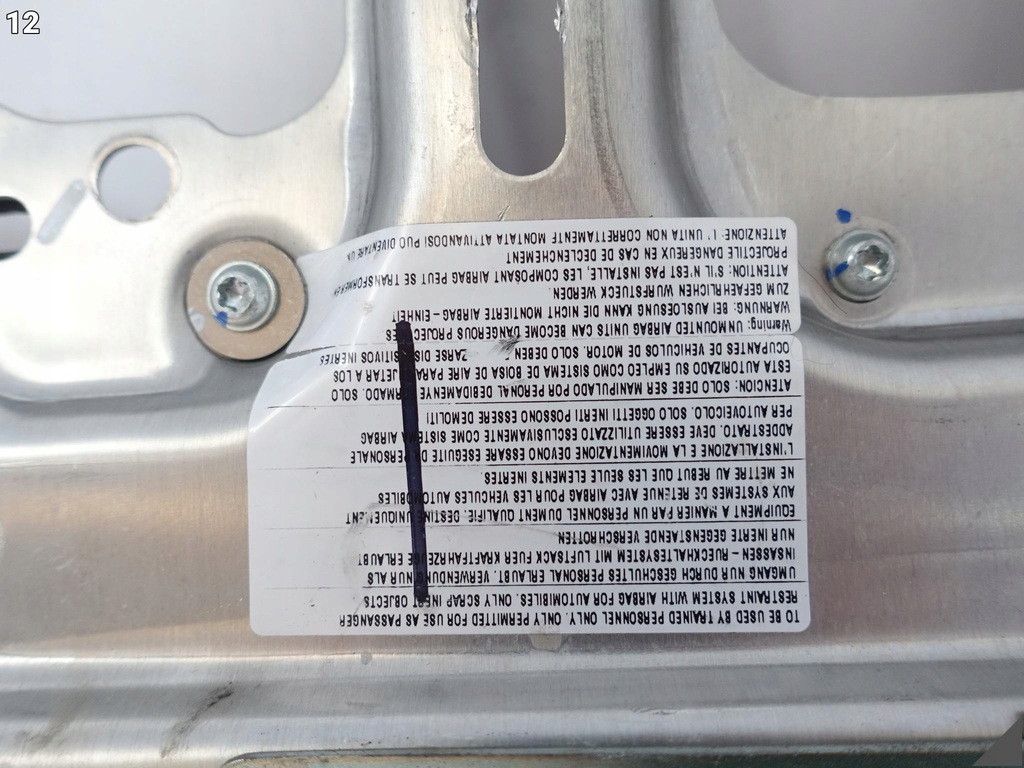 12
TO BE USED BY TRAINED PERSONNEL ONLY. ONLY PERMITTED FOR USE AS PASSANGER
RESTRAINT SYSTEM WITH AIRBAG FOR AUTOMOBILES. ONLY SCRAP INERT OBJECTS
UMGANG NUR DURCH GESCHULTES PERSONAL ERLAUBT. VERWENDUNG NUR ALS
INSASSEN - RUECKHALTESYSTEM MIT LUFTSACK FUER KRAFTFAHRZEUGE ERLAUBT
NUR INERTE GEGENSTAENDE VERSCHROTTEN
EQUIPMENT A MANIER PAR UN PERSONNEL DUMENT QUALIFIE. DESTINE UNIQUEMENT
AUX SYSTEMES DE RETENUE AVEC AIRBAG POUR LES VEHICULES AUTOMOBILES
NE METTRE AU REBUT QUE LES SEULE ELEMENTS INERTES
L'INSTALLAZIONE E LA MOVIMENTAZIONE DEVONO ESSARE ESEGUITE DA PERSONALE
ADDESTRATO. DEVE ESSERE UTILIZZATO ESCLUSIVAMENTE COME SISTEMA AIRBAG
PER AUTOVEICOLO. SOLO OGGETTI INERTI POSSONO ESSERE DEMOLITI
ATENCION: SOLO DEBE SER MANIPULADO POR PERONAL DEBIDAMENYE FORMADO. SOLO
ESTA AUTORIZADO SU EMPLEO COMO SISTEMA DE BOLSA DE AIRE PARA SUJETAR A LOS
OCUPANTES DE VEHICULOS DE MOTOR. SOLO DEBEN DISPOSITIVOS INERTES
Warning: UNMOUNTED AIRBAG UNITS CAN BECOME DANGEROUS PROJECTILES
WARNUNG: BEI AUSLOESUNG KANN DIE NICHT MONTIERTE AIRBAG - EINHEIT
ZUM GEFAEHRLICHEN WURFSTUECK WERDEN.
ATTENTION: S'IL N'EST PAS INSTALLE, LES COMPOSANT AIRBAG PEUT SE TRANSFORMER EN
PROJECTILE DANGEREUX EN CAS DE DECLENCHEMENT
ATTENZIONE: L' UNITA NON CORRETTAMENTE MONTATA ATTIVANDOSI PUO DIVENTARE UN